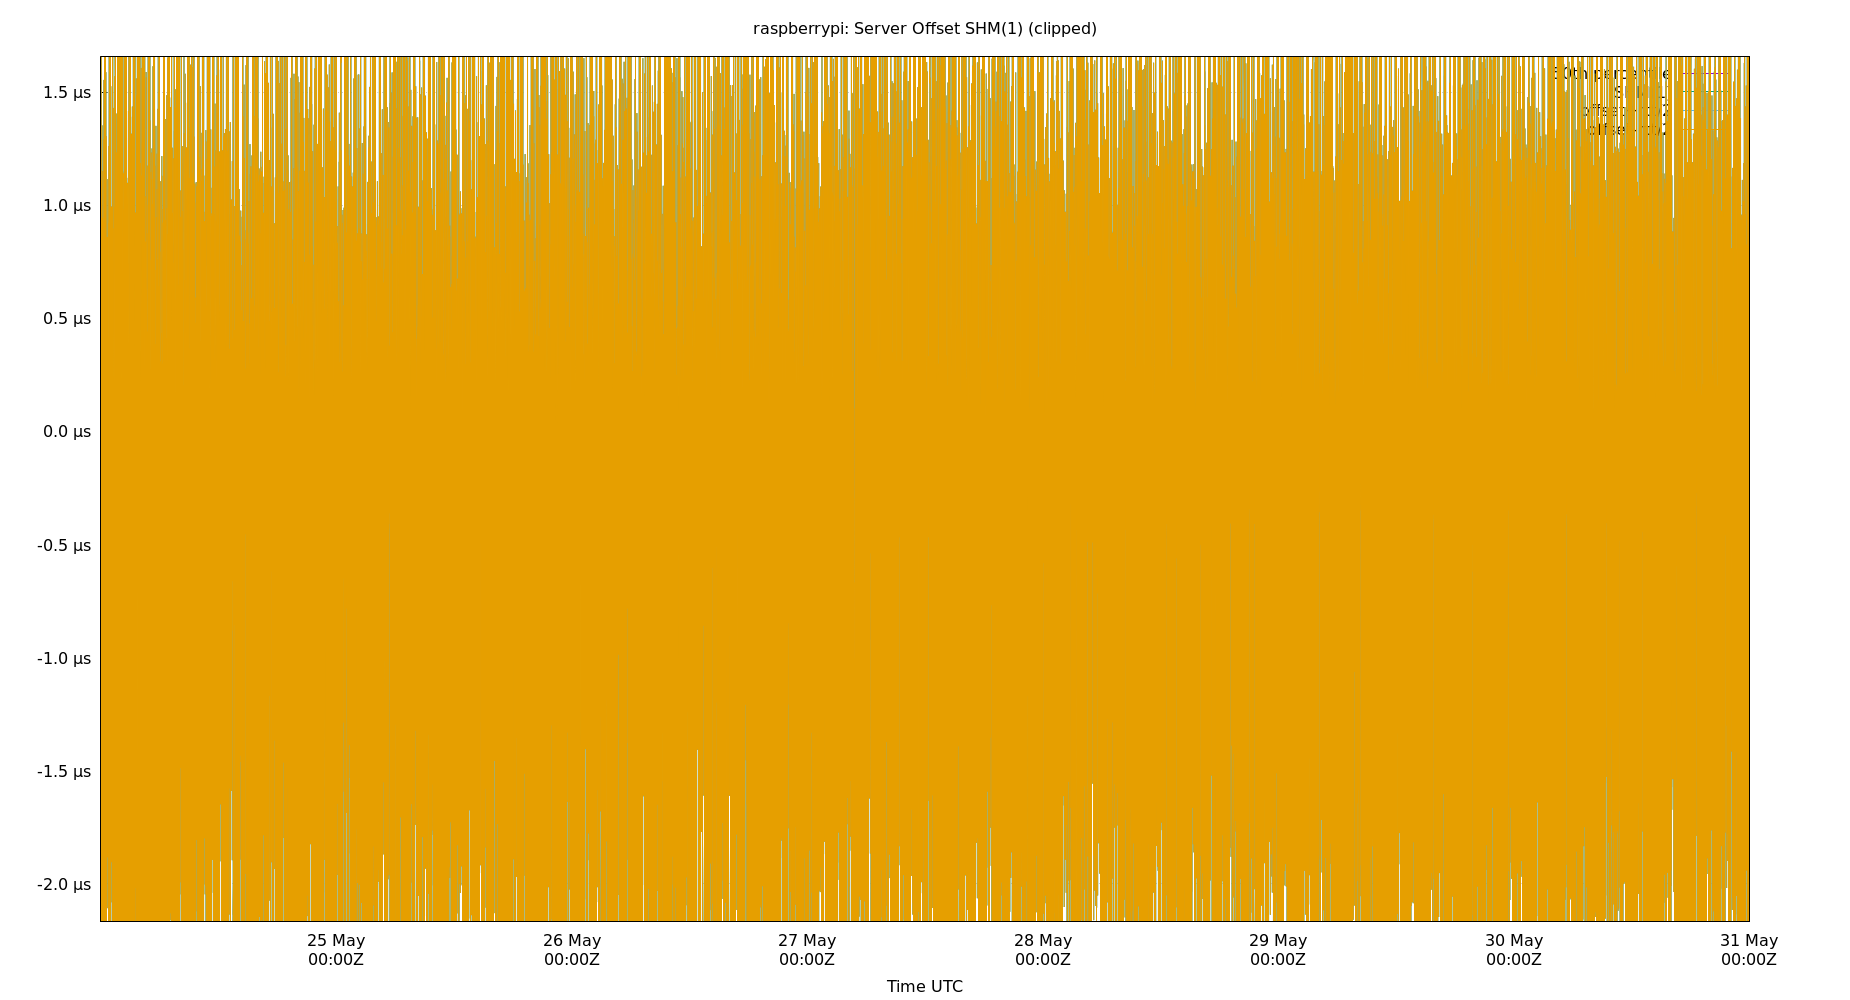 raspberrypi: Server Offset SHM(1) (clipped)
1.5 µs
1.0 µs
0.5 µs
0.0 µs
-0.5 µs
-1.0 µs
-1.5 µs
-2.0 µs
25 May 26 May 27 May 28 May 29 May 30 May 31 May
00:00Z 00:00Z 00:00Z 00:00Z 00:00Z 00:00Z 00:00Z
Time UTC